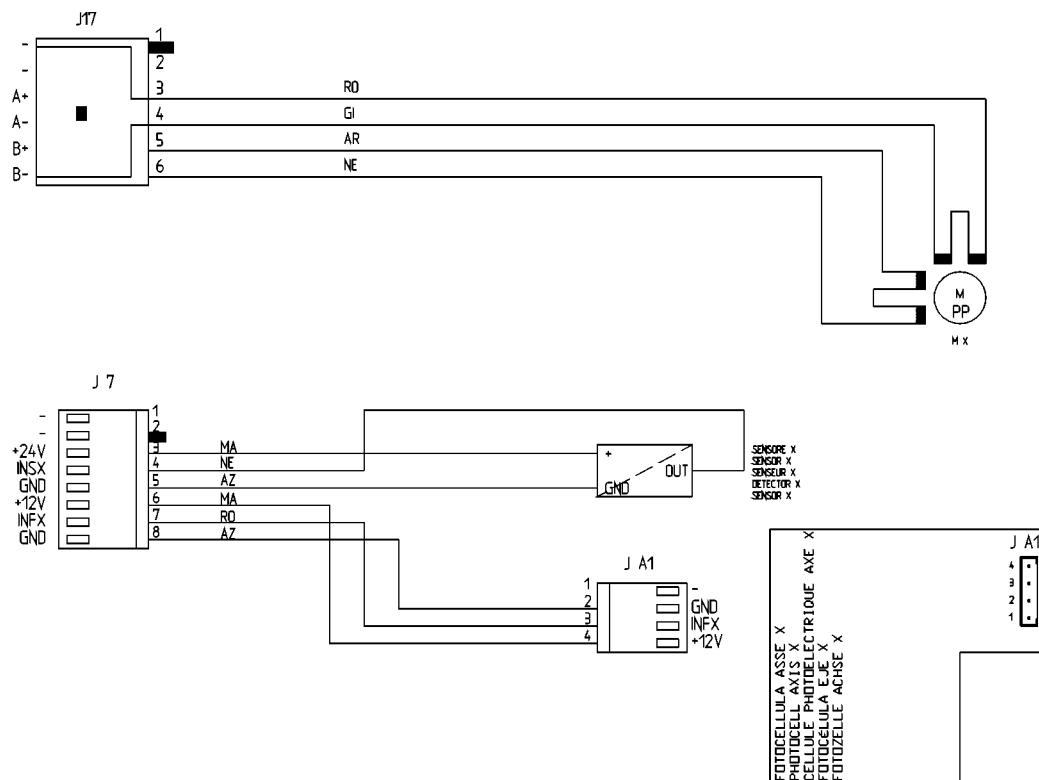 J17
- 1
- 2
A+ 3 RO
A- 4 GI
B+ 5 AR
B- 6 NE
M
PP
M X
J 7
- 1
- 2
+24V 3 MA
INSX 4 NE
GND 5 AZ
+12V 6 MA
INFX 7 RO
GND 8 AZ
+
OUT
GND
SENSORE X
SENSOR X
SENSEUR X
DETECTOR X
SENSOR X
J A1
1 -
2 GND
3 INFX
4 +12V
J A1
4
3
2
1
FOTOCELLULA ASSE X
PHOTOCELL AXIS X
CELLULE PHOTOELECTRIQUE AXE X
FOTOCÉLULA EJE X
FOTOZELLE ACHSE X